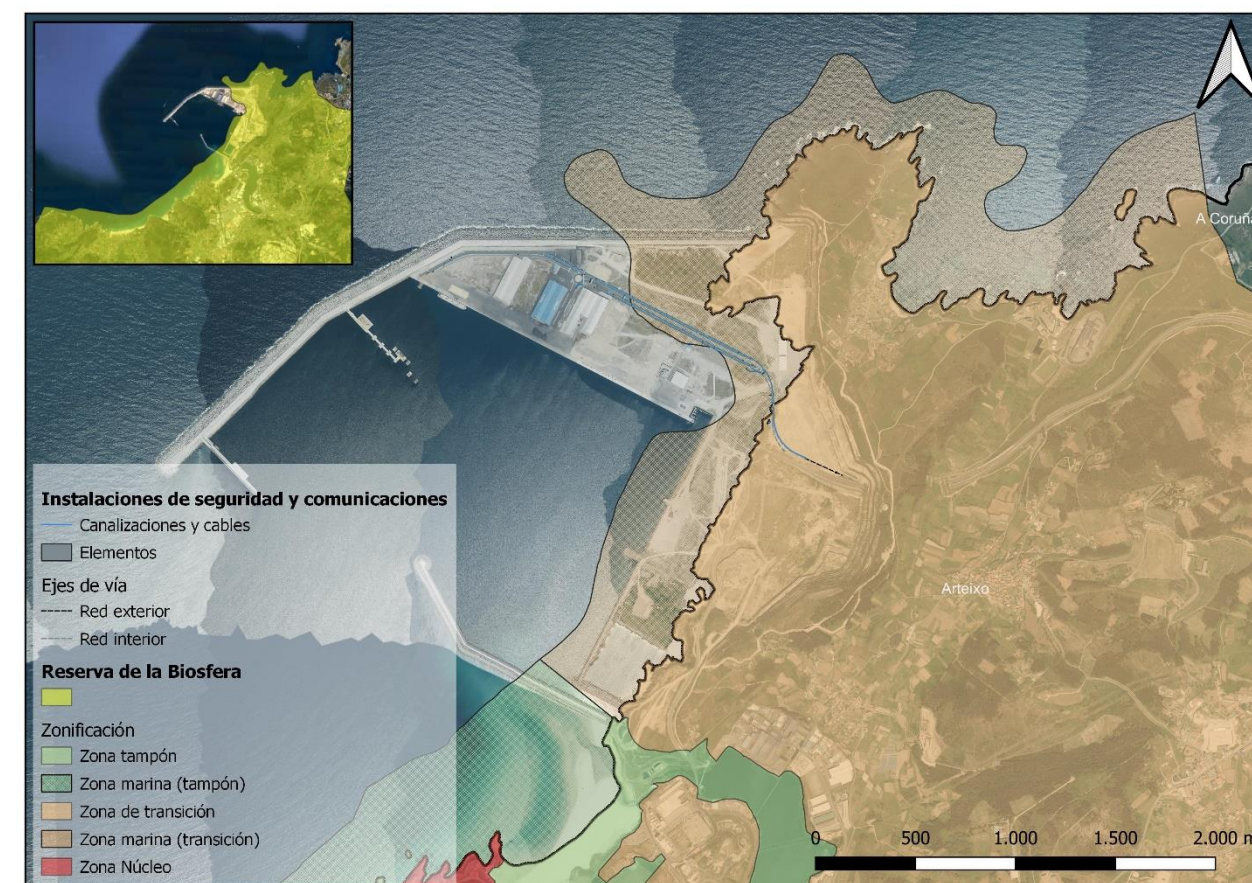 A Coruña
Arteixo
Instalaciones de seguridad y comunicaciones
Canalizaciones y cables
Elementos
Ejes de vía
Red exterior
Red interior
Reserva de la Biosfera
Zonificación
Zona tampón
Zona marina (tampón)
Zona de transición
Zona marina (transición)
Zona Núcleo
0 500 1.000 1.500 2.000 m